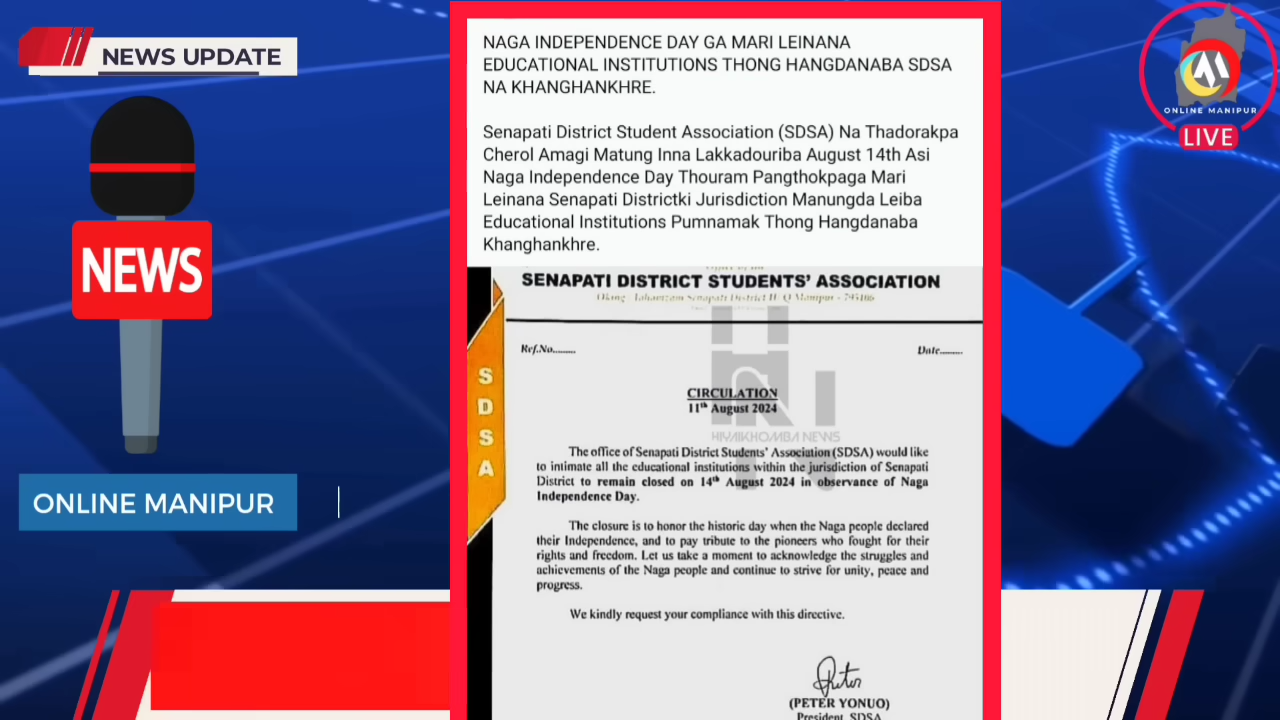 NEWS UPDATE
NEWS
ONLINE MANIPUR
NAGA INDEPENDENCE DAY GA MARI LEINANA
EDUCATIONAL INSTITUTIONS THONG HANGDANABA SDSA
NA KHANGHANKHRE.
Senapati District Student Association (SDSA) Na Thadorakpa
Cherol Amagi Matung Inna Lakkadouriba August 14th Asi
Naga Independence Day Thouram Pangthokpaga Mari
Leinana Senapati Districtki Jurisdiction Manungda Leiba
Educational Institutions Pumnamak Thong Hangdanaba
Khanghankhre.
SENAPATI DISTRICT STUDENTS' ASSOCIATION
Senapati District H/Q Manipur - 795106
Ref.No.........
Date.........
SDSA
CIRCULATION
11th August 2024
HIYAIKHOMBA NEWS
The office of Senapati District Students' Association (SDSA) would like
to intimate all the educational institutions within the jurisdiction of Senapati
District to remain closed on 14th August 2024 in observance of Naga
Independence Day.
The closure is to honor the historic day when the Naga people declared
their Independence, and to pay tribute to the pioneers who fought for their
rights and freedom. Let us take a moment to acknowledge the struggles and
achievements of the Naga people and continue to strive for unity, peace and
progress.
We kindly request your compliance with this directive.
(PETER YONUO)
President, SDSA
ONLINE MANIPUR
LIVE